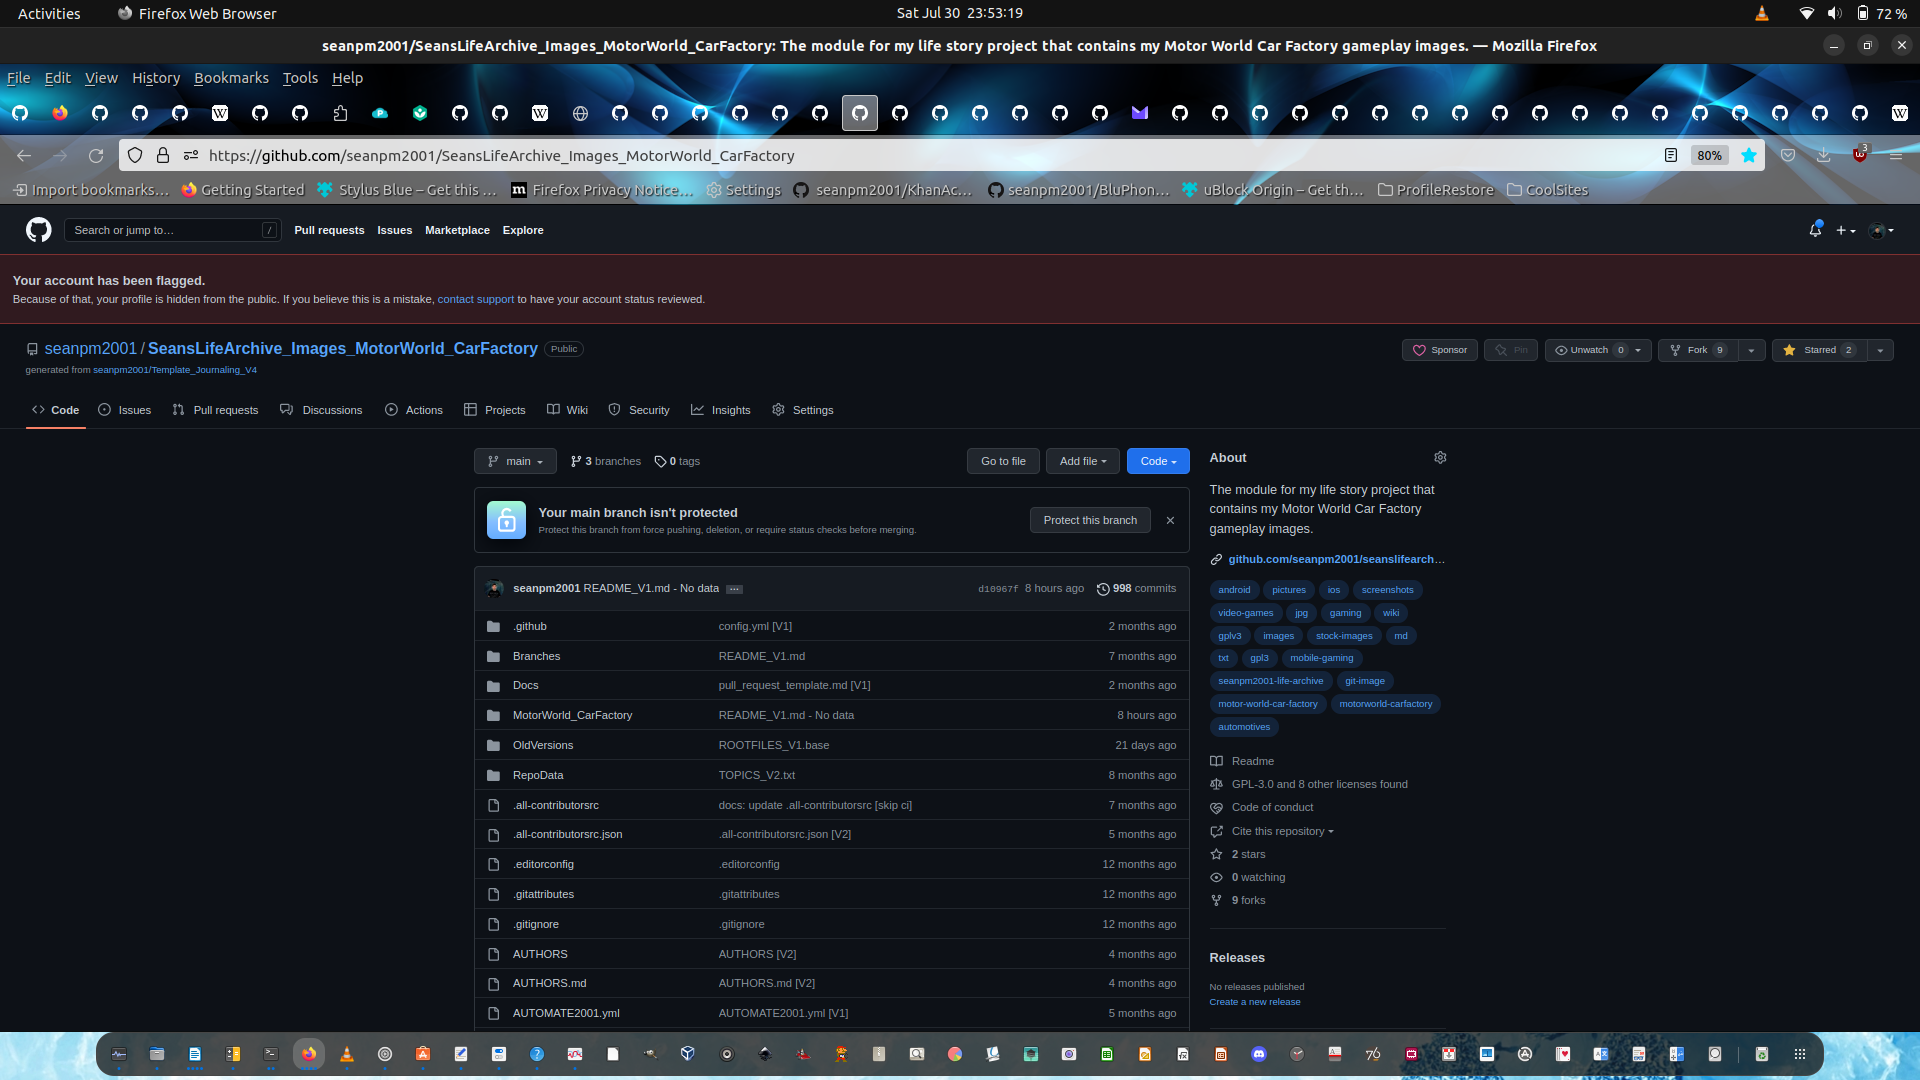 Activities Firefox Web Browser Sat Jul 30 23:53:19 72 %
seanpm2001/SeansLifeArchive_Images_MotorWorld_CarFactory: The module for my life story project that contains my Motor World Car Factory gameplay images. — Mozilla Firefox
File Edit View History Bookmarks Tools Help
https://github.com/seanpm2001/SeansLifeArchive_Images_MotorWorld_CarFactory 80% 3
Import bookmarks… Getting Started Stylus Blue – Get this … Firefox Privacy Notice… Settings seanpm2001/KhanAc… seanpm2001/BluPhon… uBlock Origin – Get th… ProfileRestore CoolSites
Search or jump to… / Pull requests Issues Marketplace Explore
Your account has been flagged.
Because of that, your profile is hidden from the public. If you believe this is a mistake, contact support to have your account status reviewed.
seanpm2001 / SeansLifeArchive_Images_MotorWorld_CarFactory Public
Sponsor Pin Unwatch 0 Fork 9 Starred 2
generated from seanpm2001/Template_Journaling_V4
Code Issues Pull requests Discussions Actions Projects Wiki Security Insights Settings
main 3 branches 0 tags Go to file Add file Code
Your main branch isn't protected
Protect this branch from force pushing, deletion, or require status checks before merging.
Protect this branch
seanpm2001 README_V1.md - No data … d10967f 8 hours ago 998 commits
.github config.yml [V1] 2 months ago
Branches README_V1.md 7 months ago
Docs pull_request_template.md [V1] 2 months ago
MotorWorld_CarFactory README_V1.md - No data 8 hours ago
OldVersions ROOTFILES_V1.base 21 days ago
RepoData TOPICS_V2.txt 8 months ago
.all-contributorsrc docs: update .all-contributorsrc [skip ci] 7 months ago
.all-contributorsrc.json .all-contributorsrc.json [V2] 5 months ago
.editorconfig .editorconfig 12 months ago
.gitattributes .gitattributes 12 months ago
.gitignore .gitignore 12 months ago
AUTHORS AUTHORS [V2] 4 months ago
AUTHORS.md AUTHORS.md [V2] 4 months ago
AUTOMATE2001.yml AUTOMATE2001.yml [V1] 5 months ago
About
The module for my life story project that
contains my Motor World Car Factory
gameplay images.
github.com/seanpm2001/seanslifearch…
android pictures ios screenshots
video-games jpg gaming wiki
gplv3 images stock-images md
txt gpl3 mobile-gaming
seanpm2001-life-archive git-image
motor-world-car-factory motorworld-carfactory
automotives
Readme
GPL-3.0 and 8 other licenses found
Code of conduct
Cite this repository
2 stars
0 watching
9 forks
Releases
No releases published
Create a new release